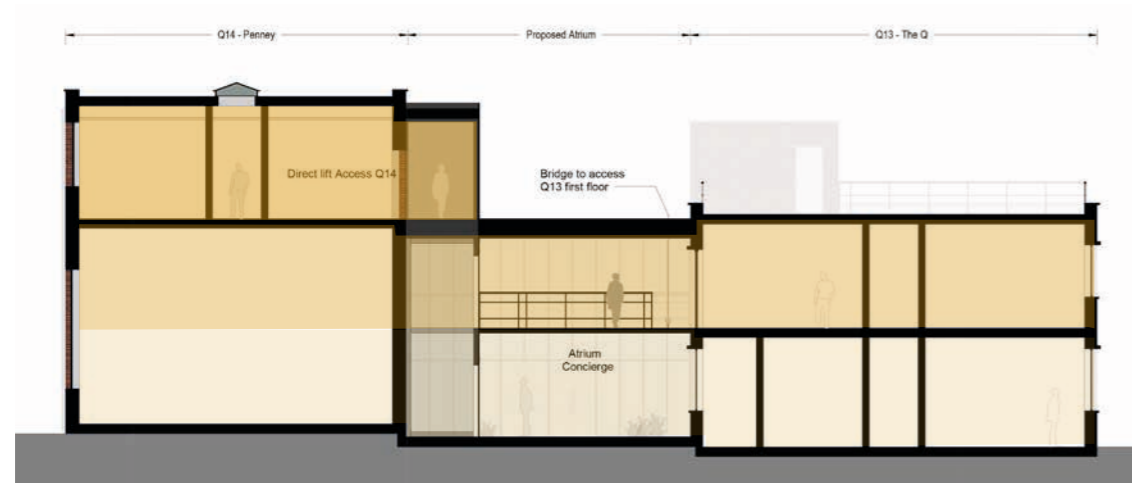 Q14 - Penney
Proposed Atrium
Q13 - The Q
Direct lift Access Q14
Bridge to access
Q13 first floor
Atrium
Concierge